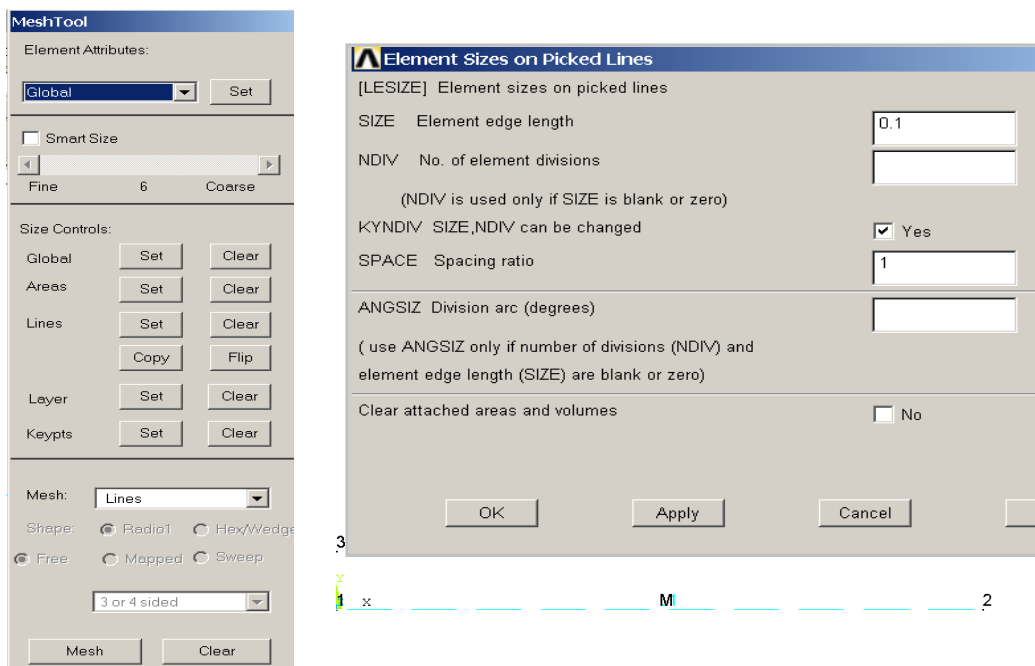 MeshTool
Element Attributes:
Global Set
Smart Size
Fine 6 Coarse
Size Controls:
Global Set Clear
Areas Set Clear
Lines Set Clear
Copy Flip
Layer Set Clear
Keypts Set Clear
Mesh: Lines
Shape: Radio1 Hex/Wedge
Free Mapped Sweep
3 or 4 sided
Mesh Clear
Element Sizes on Picked Lines
[LESIZE] Element sizes on picked lines
SIZE Element edge length 0.1
NDIV No. of element divisions
(NDIV is used only if SIZE is blank or zero)
KYNDIV SIZE,NDIV can be changed Yes
SPACE Spacing ratio 1
ANGSIZ Division arc (degrees)
( use ANGSIZ only if number of divisions (NDIV) and
element edge length (SIZE) are blank or zero)
Clear attached areas and volumes No
OK Apply Cancel
3
Y
1 x M 2